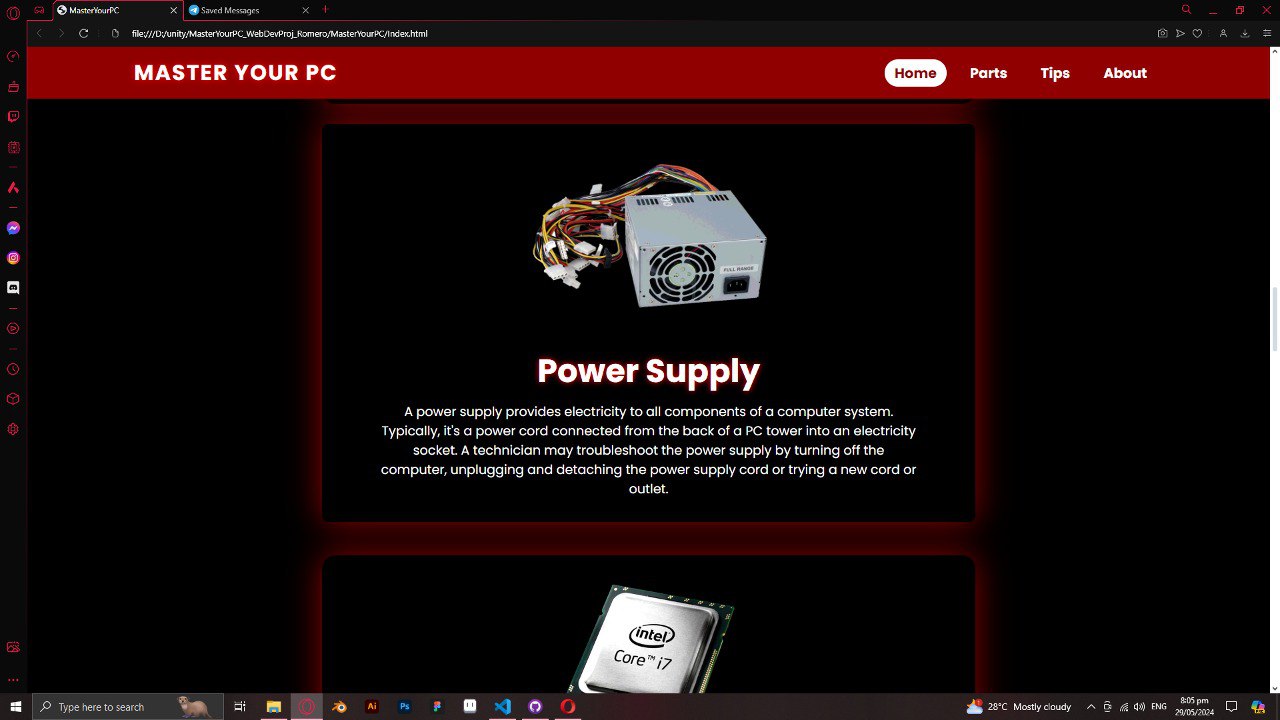 MasterYourPC
Saved Messages
file:///D:/unity/MasterYourPC_WebDevProj_Romero/MasterYourPC/Index.html
MASTER YOUR PC
Home
Parts
Tips
About
FULL RANGE
Power Supply
A power supply provides electricity to all components of a computer system.
Typically, it's a power cord connected from the back of a PC tower into an electricity
socket. A technician may troubleshoot the power supply by turning off the
computer, unplugging and detaching the power supply cord or trying a new cord or
outlet.
intel
Core™ i7
Type here to search
Ai
Ps
28°C Mostly cloudy
ENG
8:05 pm
29/05/2024